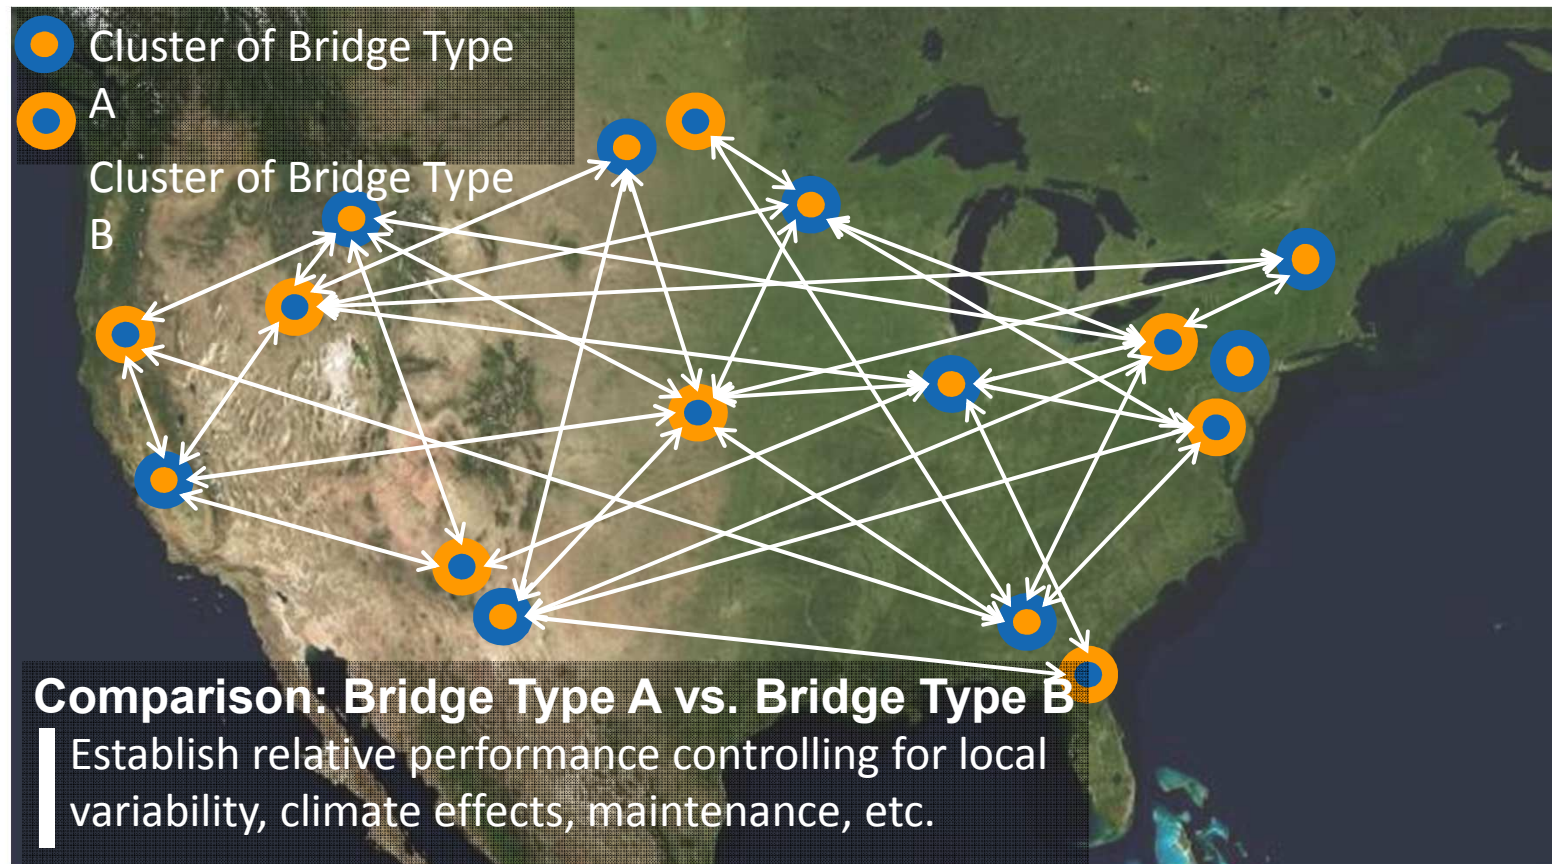 Cluster of Bridge Type
A
Cluster of Bridge Type
B
Comparison: Bridge Type A vs. Bridge Type B
Establish relative performance controlling for local
variability, climate effects, maintenance, etc.